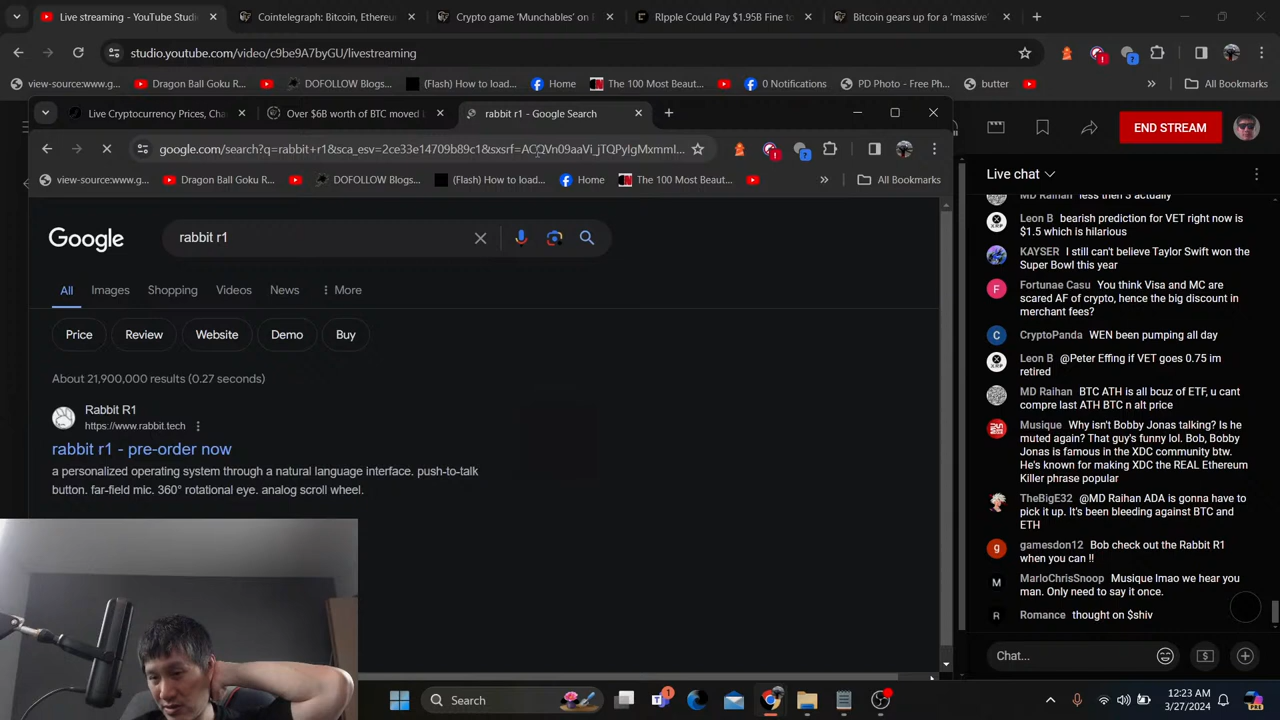 Live streaming - YouTube Studi
Cointelegraph: Bitcoin, Ethereu
Crypto game 'Munchables' on B
RIpple Could Pay $1.95B Fine to
Bitcoin gears up for a 'massive'
studio.youtube.com/video/c9be9A7byGU/livestreaming
view-source:www.g...
Dragon Ball Goku R...
DOFOLLOW Blogs...
(Flash) How to load...
Home
The 100 Most Beaut...
0 Notifications
PD Photo - Free Ph...
butter
All Bookmarks
Live Cryptocurrency Prices, Cha
Over $6B worth of BTC moved
rabbit r1 - Google Search
google.com/search?q=rabbit+r1&sca_esv=2ce33e14709b89c1&sxsrf=ACQVn09aaVi_jTQPyIgMxmmI...
view-source:www.g...
Dragon Ball Goku R...
DOFOLLOW Blogs...
(Flash) How to load...
Home
The 100 Most Beaut...
All Bookmarks
Google
rabbit r1
All
Images
Shopping
Videos
News
More
Price
Review
Website
Demo
Buy
About 21,900,000 results (0.27 seconds)
Rabbit R1
https://www.rabbit.tech
rabbit r1 - pre-order now
a personalized operating system through a natural language interface. push-to-talk
button. far-field mic. 360° rotational eye. analog scroll wheel.
END STREAM
Live chat
MD Raihan less then 3 actually
Leon B bearish prediction for VET right now is
$1.5 which is hilarious
KAYSER I still can't believe Taylor Swift won the
Super Bowl this year
Fortunae Casu You think Visa and MC are
scared AF of crypto, hence the big discount in
merchant fees?
CryptoPanda WEN been pumping all day
Leon B @Peter Effing if VET goes 0.75 im
retired
MD Raihan BTC ATH is all bcuz of ETF, u cant
compre last ATH BTC n alt price
Musique Why isn't Bobby Jonas talking? Is he
muted again? That guy's funny lol. Bob, Bobby
Jonas is famous in the XDC community btw.
He's known for making XDC the REAL Ethereum
Killer phrase popular
TheBigE32 @MD Raihan ADA is gonna have to
pick it up. It's been bleeding against BTC and
ETH
gamesdon12 Bob check out the Rabbit R1
when you can !!
MarloChrisSnoop Musique lmao we hear you
man. Only need to say it once.
Romance thought on $shiv
Chat...
Search
12:23 AM
3/27/2024